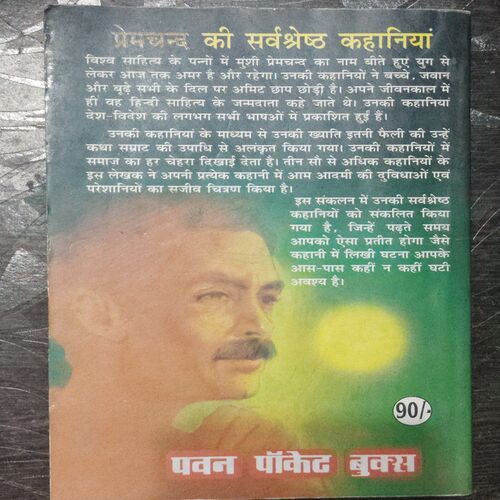 प्रेमचन्द की सर्वश्रेष्ठ कहानियां
विश्व साहित्य के पन्नों में मुंशी प्रेमचन्द का नाम बीते हुए युग से
लेकर आज तक अमर है और रहेगा। उनकी कहानियों ने बच्चे, जवान
और बूढ़े सभी के दिल पर अमिट छाप छोड़ी है। अपने जीवनकाल में
ही वह हिन्दी साहित्य के जन्मदाता कहे जाते थे। उनकी कहानियां
देश-विदेश की लगभग सभी भाषओं में प्रकाशित हुई हैं।
उनकी कहानियों के माध्यम से उनकी ख्याति इतनी फैली की उन्हें
कथा सम्राट की उपाधि से अलंकृत किया गया। उनकी कहानियों में
समाज का हर चेहरा दिखाई देता है। तीन सौ से अधिक कहानियों के
इस लेखक ने अपनी प्रत्येक कहानी में आम आदमी की दुविधाओं एवं
परेशानियों का सजीव चित्रण किया है।
इस संकलन में उनकी सर्वश्रेष्ठ
कहानियों को संकलित किया
गया है, जिन्हें पढ़ते समय
आपको ऐसा प्रतीत होगा जैसे
कहानी में लिखी घटना आपके
आस-पास कहीं न कहीं घटी
अवश्य है।
90/-
पवन पॉकेट बुक्स